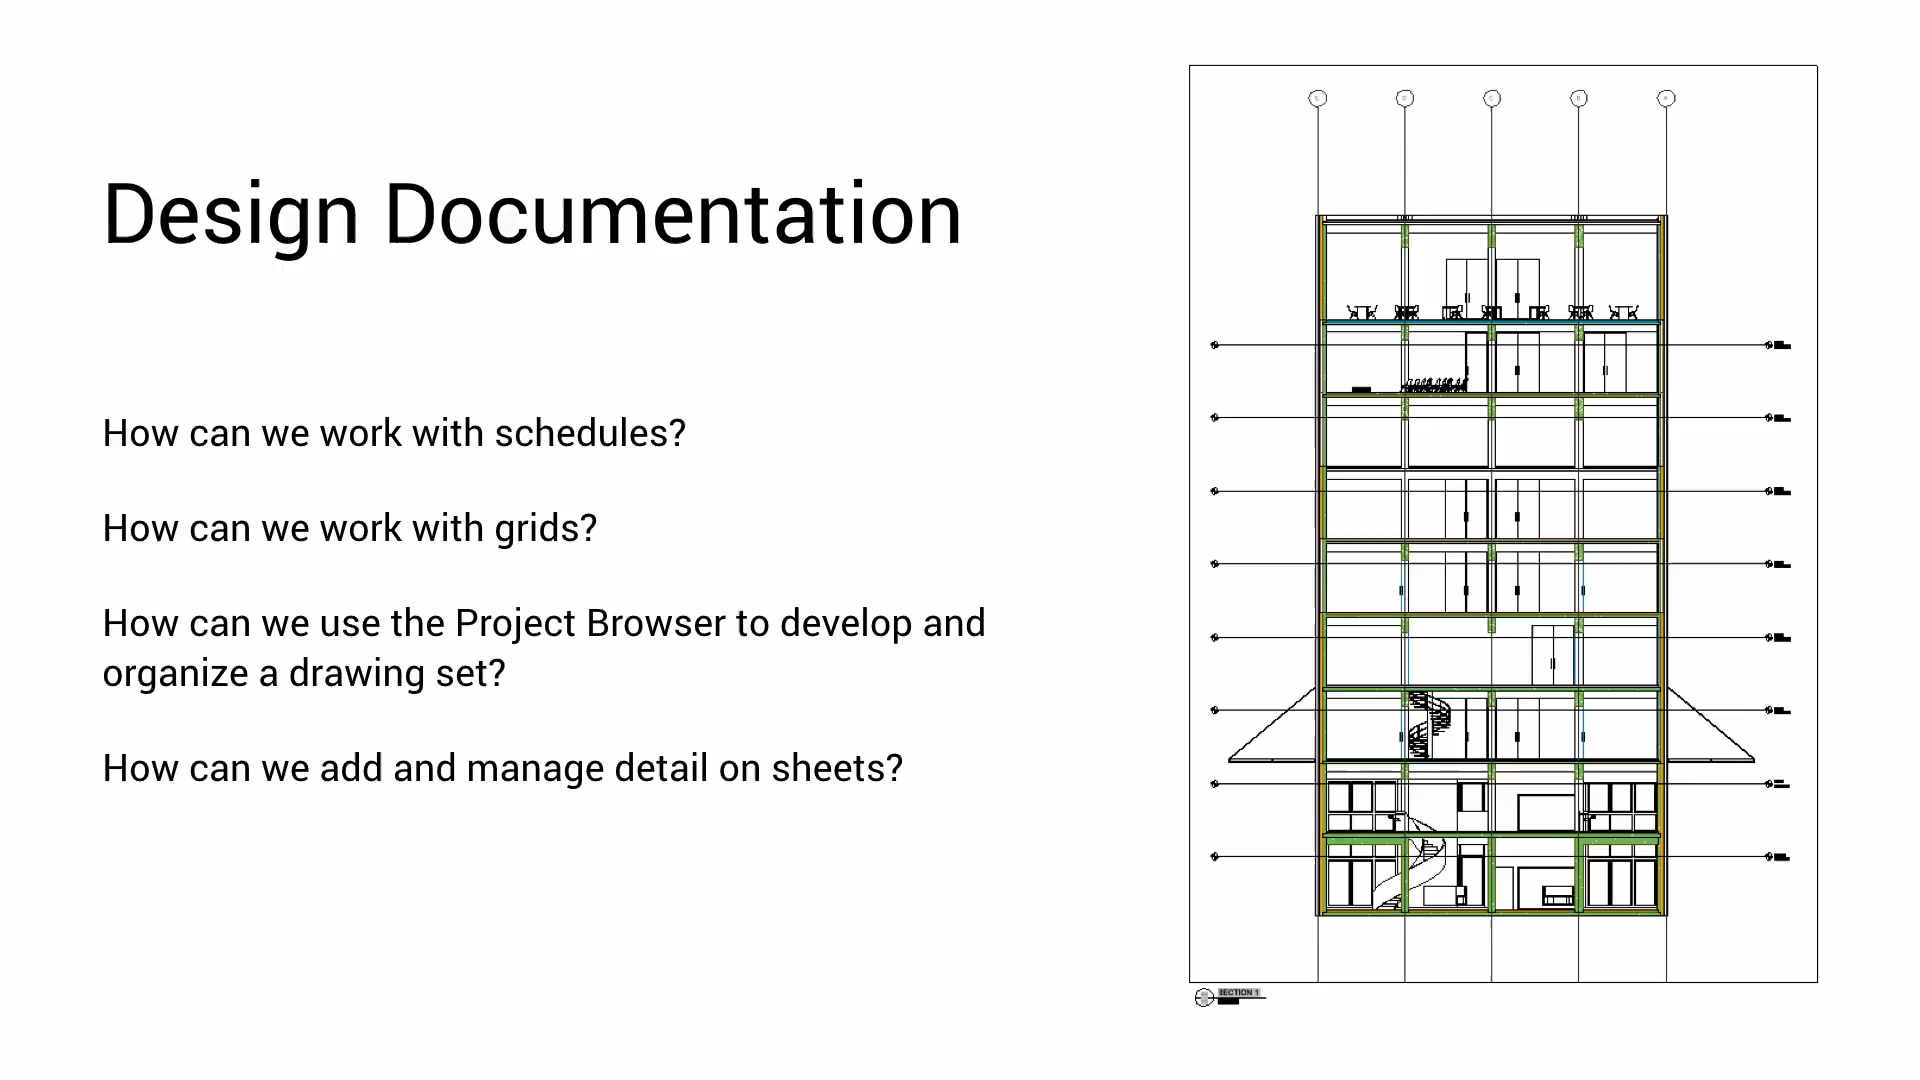 Design Documentation
How can we work with schedules?
How can we work with grids?
How can we use the Project Browser to develop and
organize a drawing set?
How can we add and manage detail on sheets?
SECTION 1